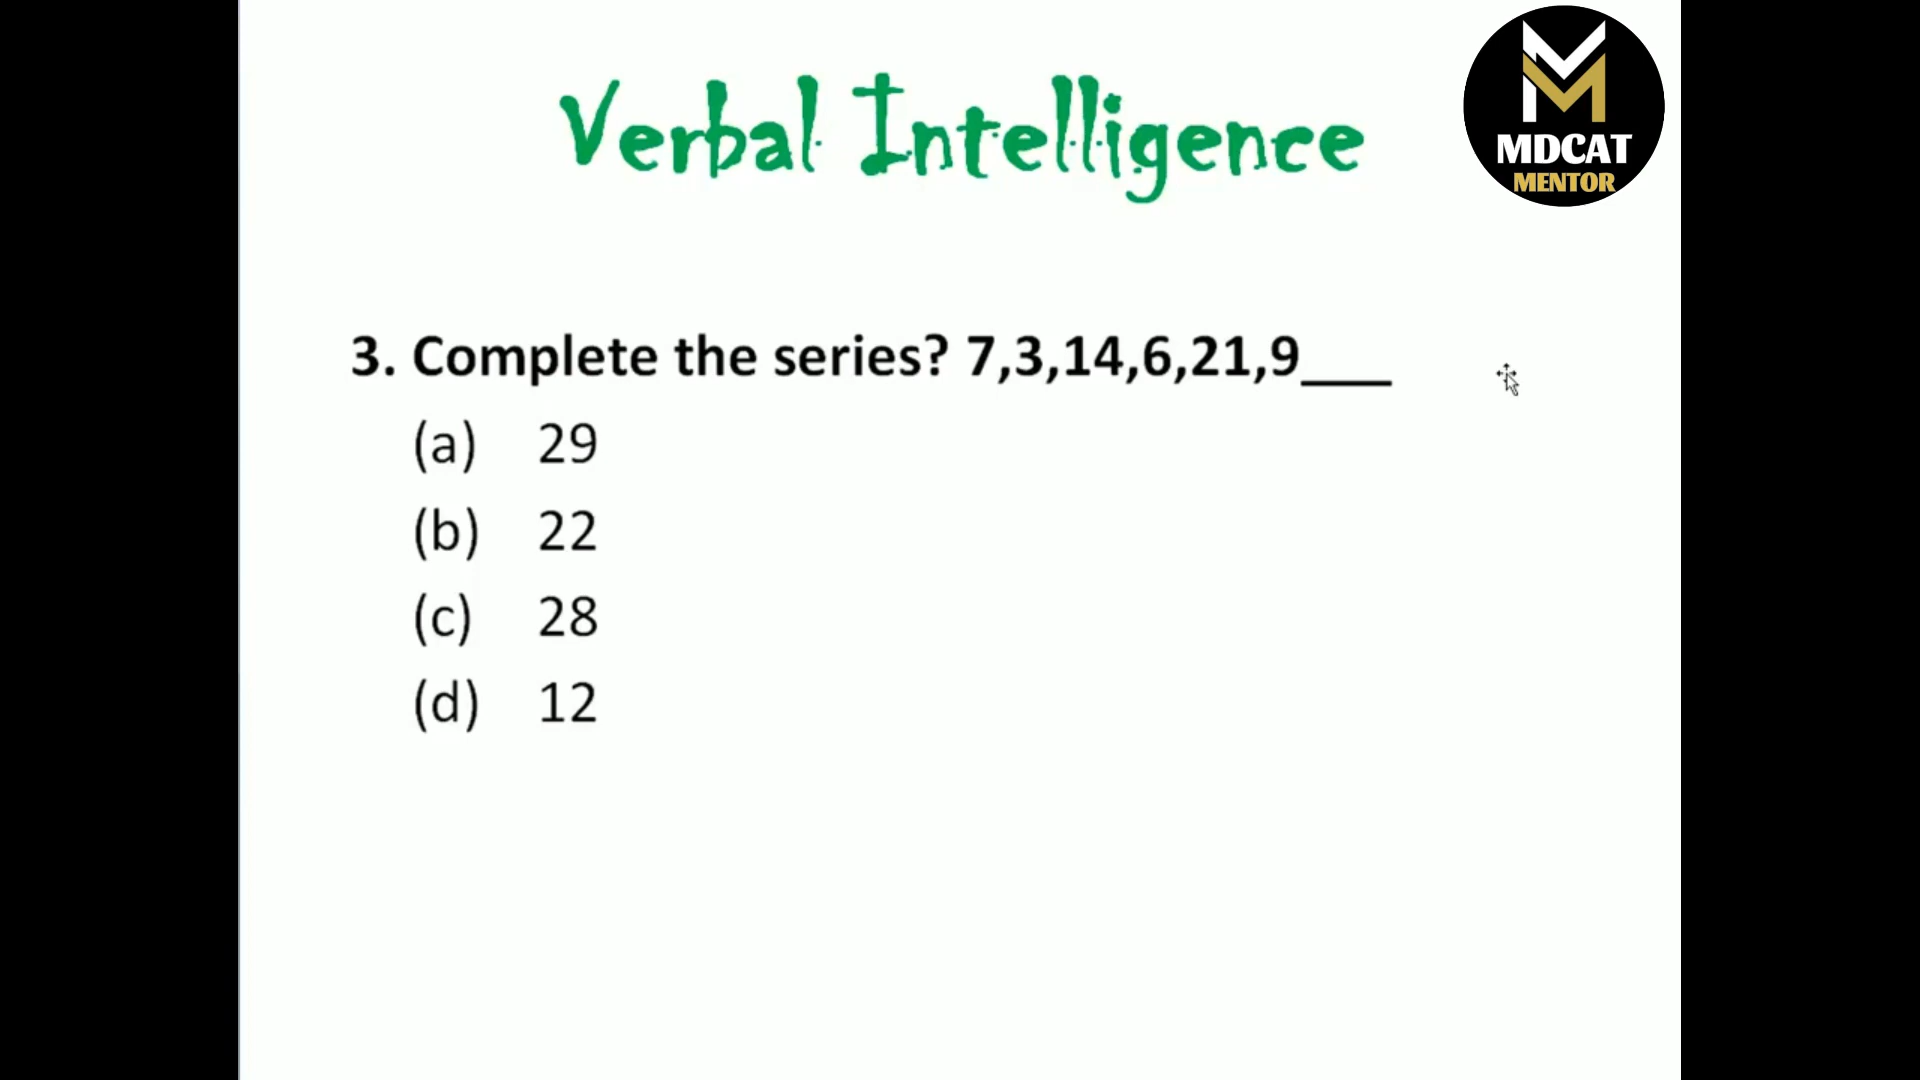 Verbal Intelligence
MDCAT
MENTOR
3. Complete the series? 7,3,14,6,21,9___
(a) 29
(b) 22
(c) 28
(d) 12